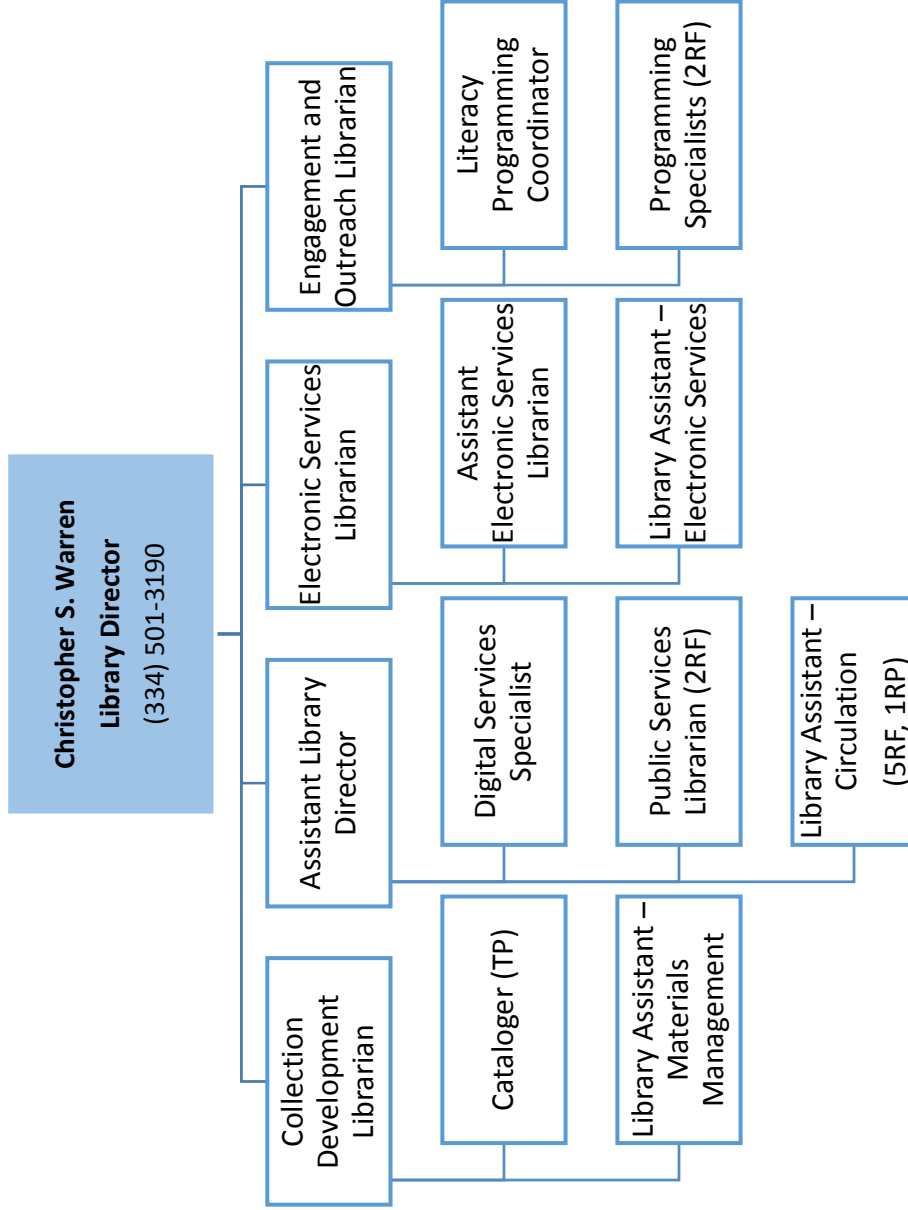 Christopher S. Warren
Library Director
(334) 501-3190
Collection
Development
Librarian
Cataloger (TP)
Library Assistant –
Materials
Management
Assistant Library
Director
Digital Services
Specialist
Public Services
Librarian (2RF)
Library Assistant –
Circulation
(5RF, 1RP)
Electronic Services
Librarian
Assistant
Electronic Services
Librarian
Library Assistant –
Electronic Services
Engagement and
Outreach Librarian
Literacy
Programming
Coordinator
Programming
Specialists (2RF)